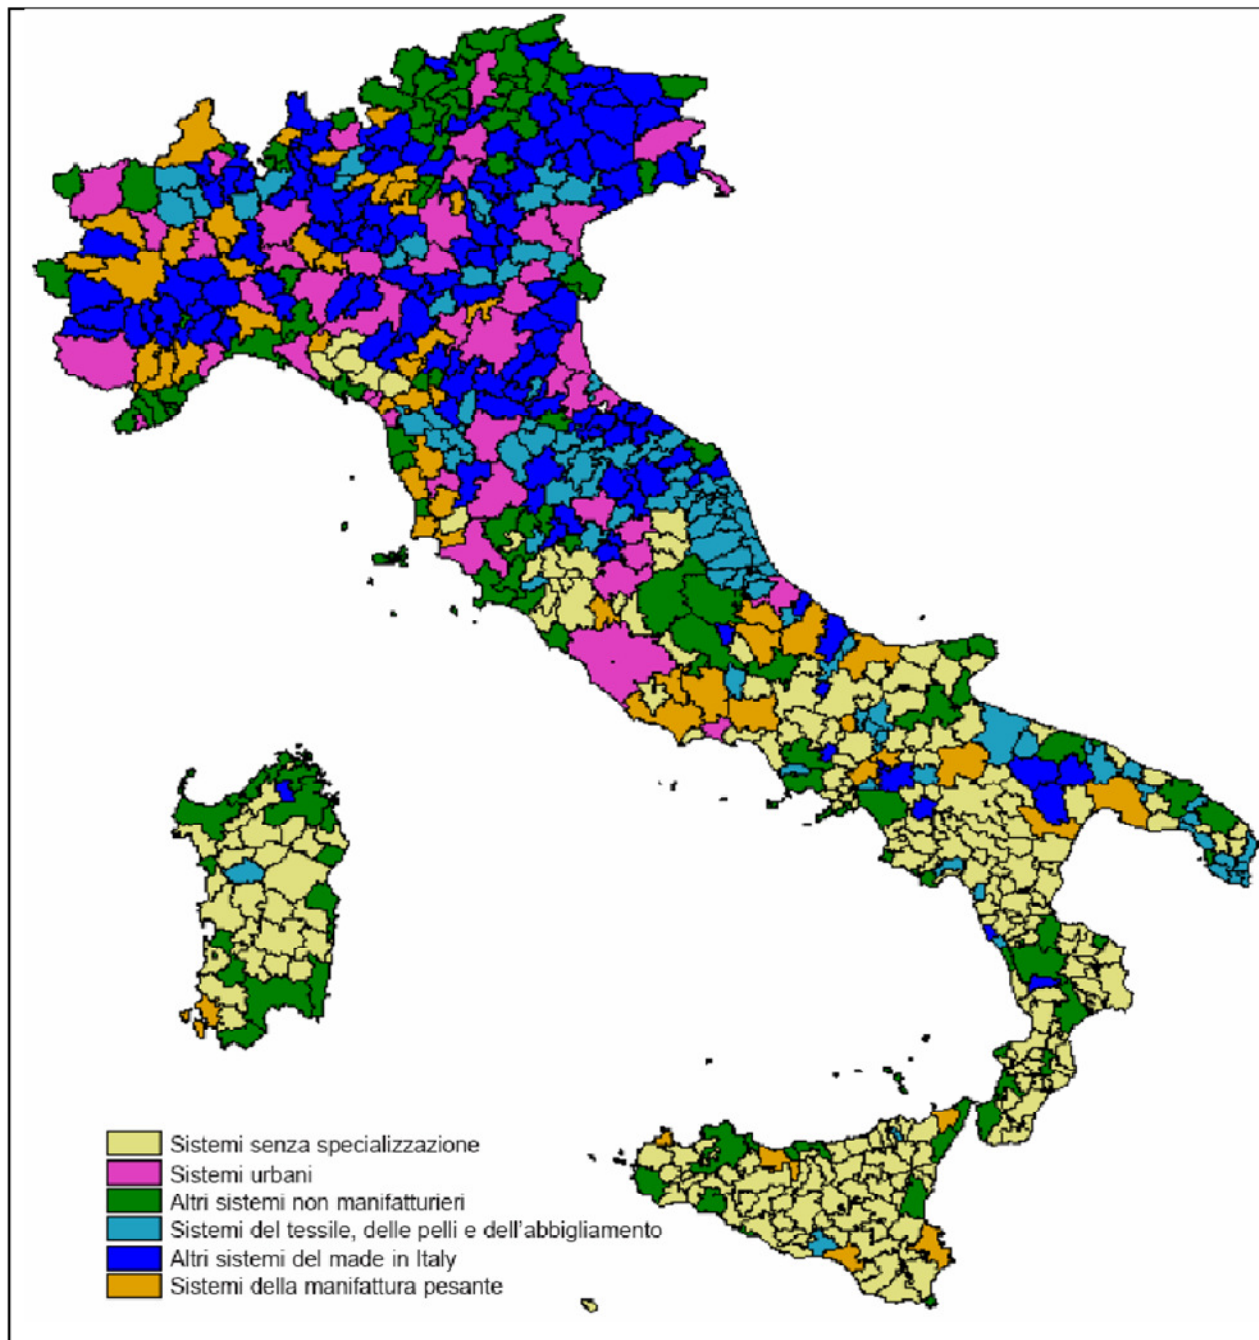 Sistemi senza specializzazione
Sistemi urbani
Altri sistemi non manifatturieri
Sistemi del tessile, delle pelli e dell'abbigliamento
Altri sistemi del made in Italy
Sistemi della manifattura pesante